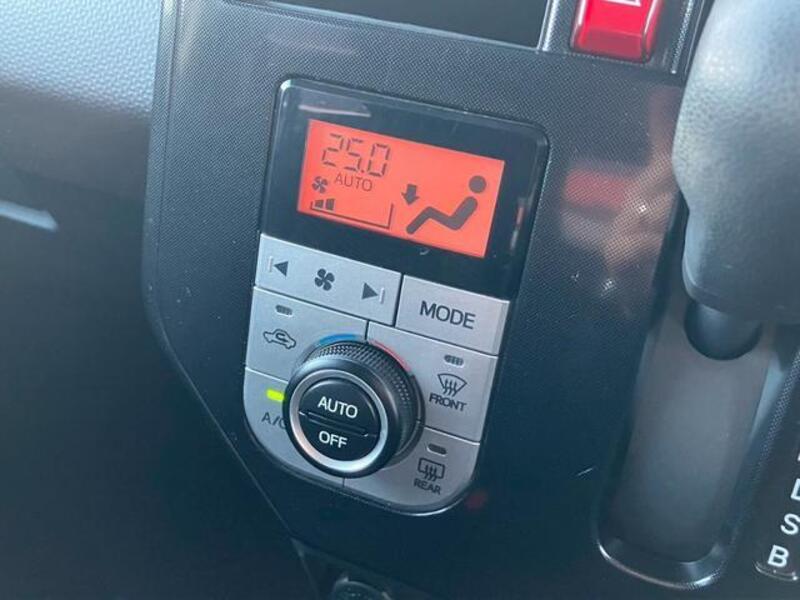 25.0
AUTO
MODE
FRONT
A/C
AUTO
OFF
REAR
D
S
B